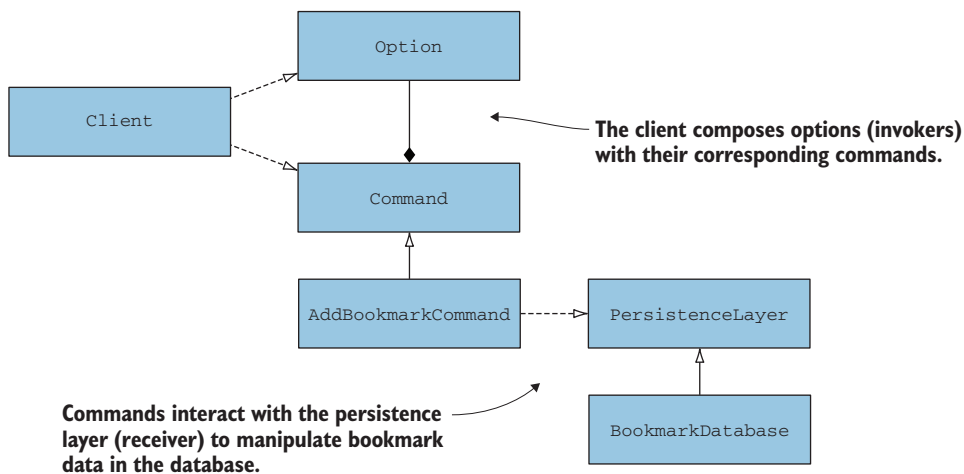 Option
Client
The client composes options (invokers)
with their corresponding commands.
Command
AddBookmarkCommand
PersistenceLayer
Commands interact with the persistence
layer (receiver) to manipulate bookmark
data in the database.
BookmarkDatabase